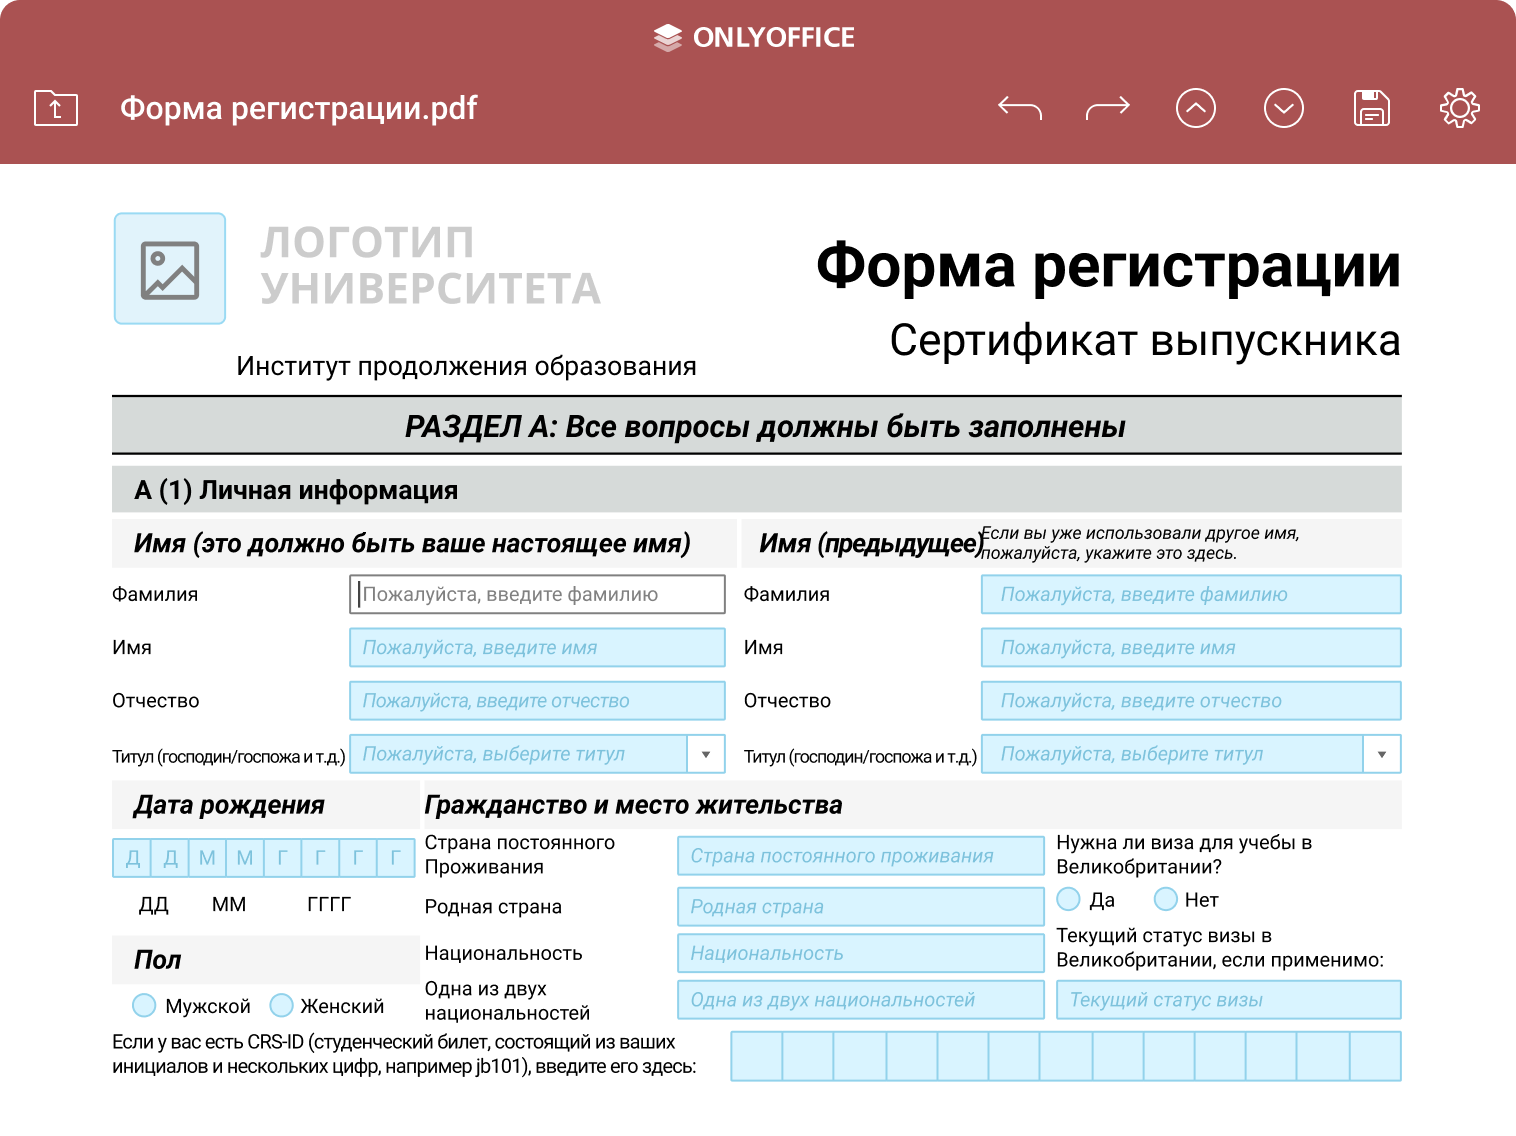 ONLYOFFICE
Форма регистрации.pdf
ЛОГОТИП
УНИВЕРСИТЕТА
Институт продолжения образования
Форма регистрации
Сертификат выпускника
РАЗДЕЛ А: Все вопросы должны быть заполнены
А (1) Личная информация
Имя (это должно быть ваше настоящее имя)
Имя (предыдущее)
Если вы уже использовали другое имя,
пожалуйста, укажите это здесь.
Фамилия Пожалуйста, введите фамилию Фамилия Пожалуйста, введите фамилию
Имя Пожалуйста, введите имя Имя Пожалуйста, введите имя
Отчество Пожалуйста, введите отчество Отчество Пожалуйста, введите отчество
Титул (господин/госпожа и т.д.) Пожалуйста, выберите титул Титул (господин/госпожа и т.д.) Пожалуйста, выберите титул
Дата рождения
Д Д М М Г Г Г Г
ДД ММ ГГГГ
Пол
Мужской Женский
Гражданство и место жительства
Страна постоянного
Проживания
Страна постоянного проживания
Родная страна Родная страна
Национальность Национальность
Одна из двух
национальностей
Одна из двух национальностей
Нужна ли виза для учебы в
Великобритании?
Да Нет
Текущий статус визы в
Великобритании, если применимо:
Текущий статус визы
Если у вас есть CRS-ID (студенческий билет, состоящий из ваших
инициалов и нескольких цифр, например jb101), введите его здесь: